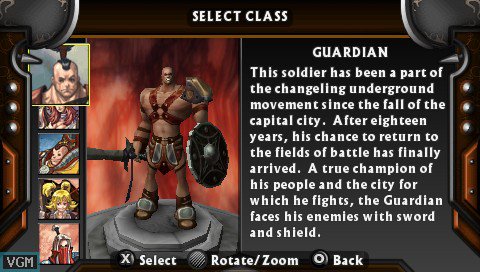 SELECT CLASS
GUARDIAN
This soldier has been a part of
the changeling underground
movement since the fall of the
capital city. After eighteen
years, his chance to return to
the fields of battle has finally
arrived. A true champion of
his people and the city for
which he fights, the Guardian
faces his enemies with sword
and shield.
X Select Rotate/Zoom O Back
VGM